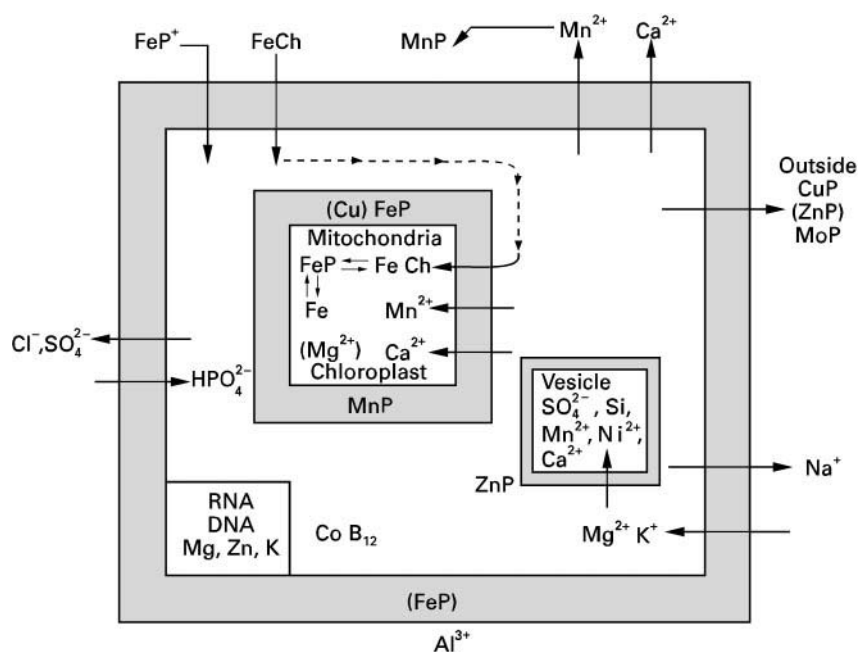 FeP⁺
FeCh
MnP
Mn²⁺
Ca²⁺
Outside
CuP
(ZnP)
MoP
(Cu) FeP
Mitochondria
FeP ⇌ Fe Ch
Fe
Mn²⁺
(Mg²⁺)
Ca²⁺
Chloroplast
MnP
Cl⁻,SO₄²⁻
HPO₄²⁻
Vesicle
SO₄²⁻, Si,
Mn²⁺, Ni²⁺,
Ca²⁺
ZnP
Na⁺
RNA
DNA
Mg, Zn, K
Co B₁₂
Mg²⁺ K⁺
(FeP)
Al³⁺